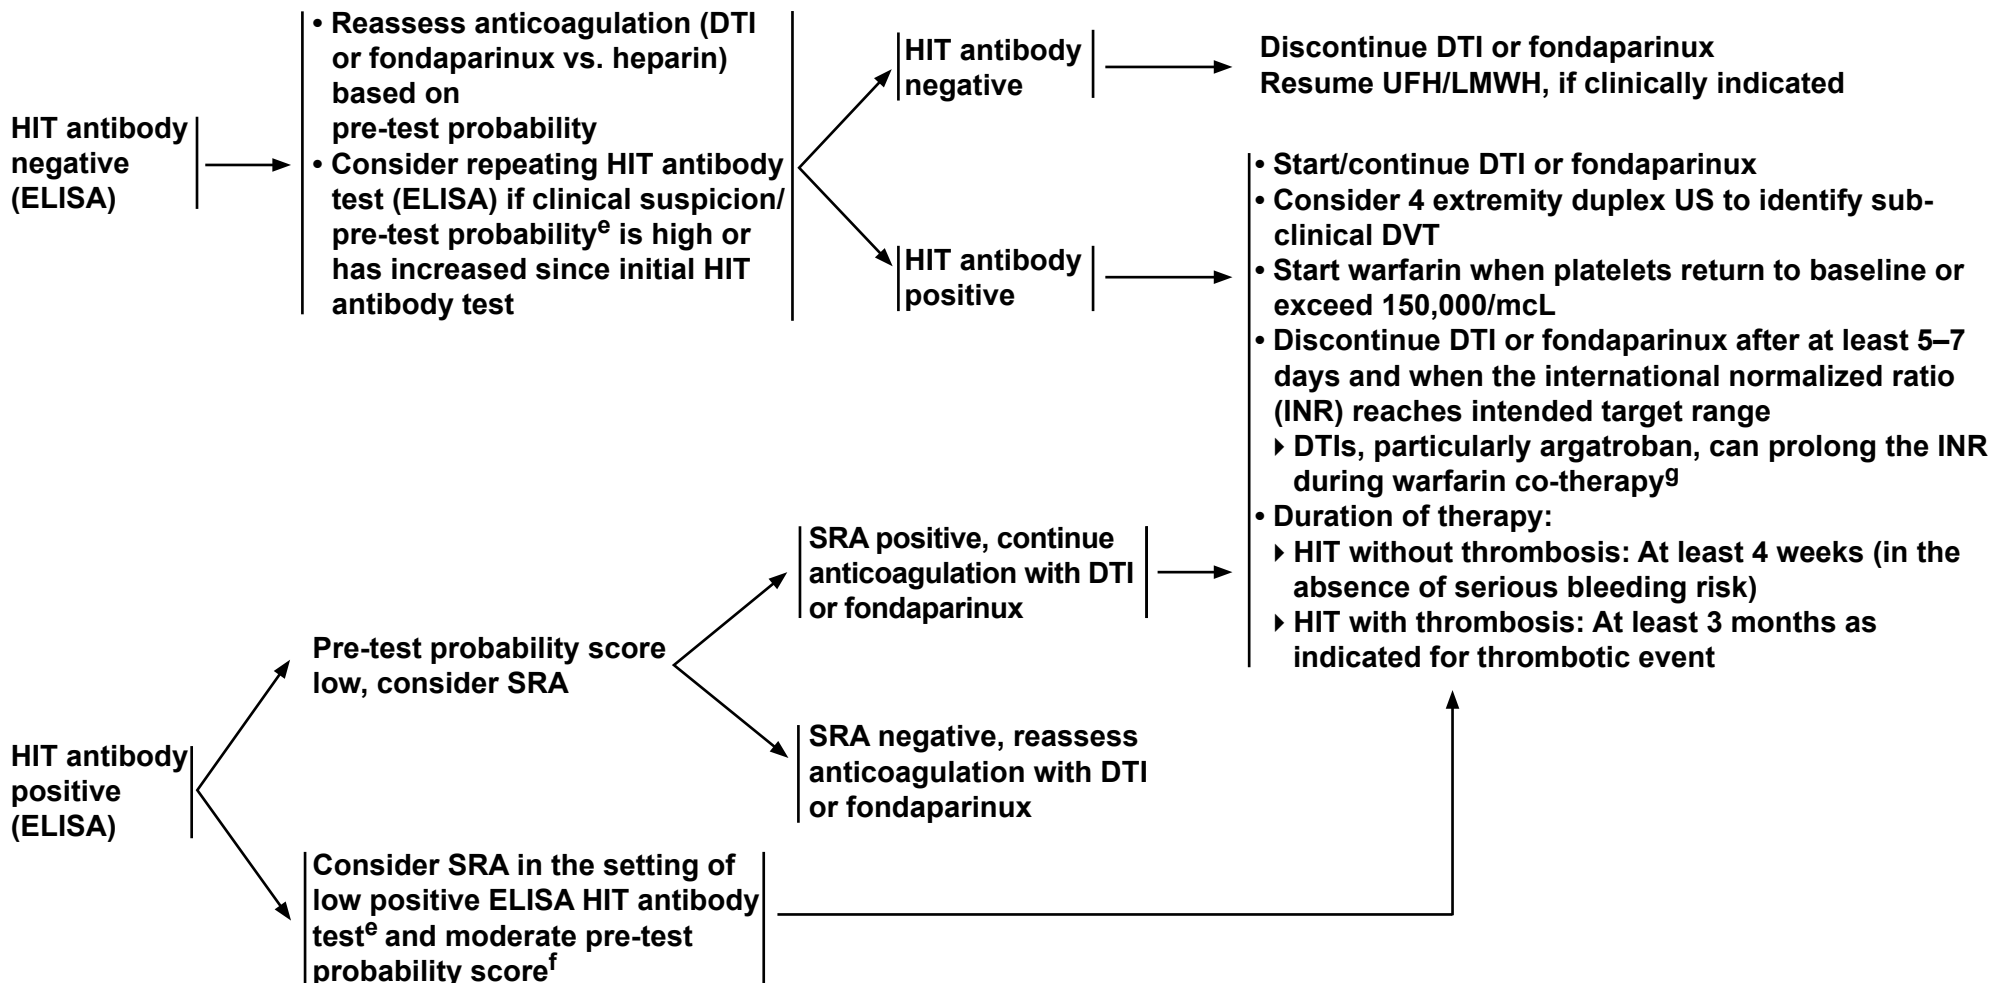 HIT antibody
negative
(ELISA)
• Reassess anticoagulation (DTI
or fondaparinux vs. heparin)
based on
pre-test probability
• Consider repeating HIT antibody
test (ELISA) if clinical suspicion/
pre-test probabilityᵉ is high or
has increased since initial HIT
antibody test
HIT antibody
negative
Discontinue DTI or fondaparinux
Resume UFH/LMWH, if clinically indicated
HIT antibody
positive
• Start/continue DTI or fondaparinux
• Consider 4 extremity duplex US to identify sub-
clinical DVT
• Start warfarin when platelets return to baseline or
exceed 150,000/mcL
• Discontinue DTI or fondaparinux after at least 5–7
days and when the international normalized ratio
(INR) reaches intended target range
▸ DTIs, particularly argatroban, can prolong the INR
during warfarin co-therapyᵍ
• Duration of therapy:
▸ HIT without thrombosis: At least 4 weeks (in the
absence of serious bleeding risk)
▸ HIT with thrombosis: At least 3 months as
indicated for thrombotic event
HIT antibody
positive
(ELISA)
Pre-test probability score
low, consider SRA
SRA positive, continue
anticoagulation with DTI
or fondaparinux
SRA negative, reassess
anticoagulation with DTI
or fondaparinux
Consider SRA in the setting of
low positive ELISA HIT antibody
testᵉ and moderate pre-test
probability scoreᶠ